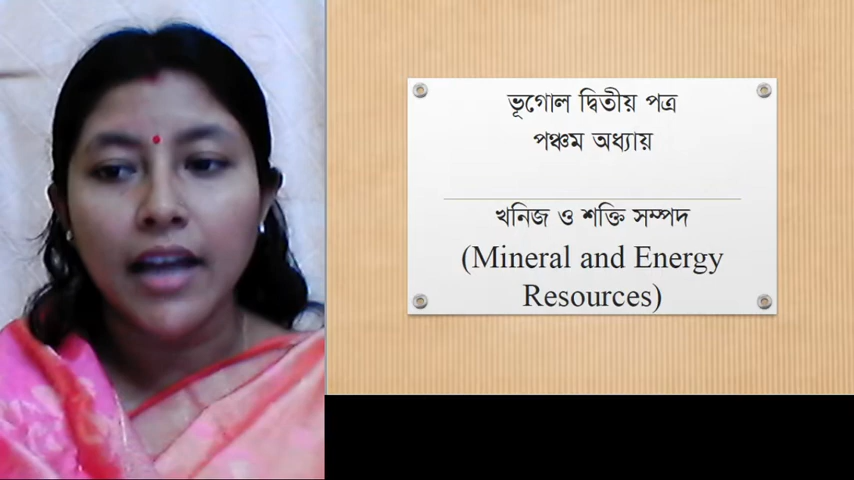 ভূগোল দ্বিতীয় পত্র
পঞ্চম অধ্যায়
খনিজ ও শক্তি সম্পদ
(Mineral and Energy
Resources)